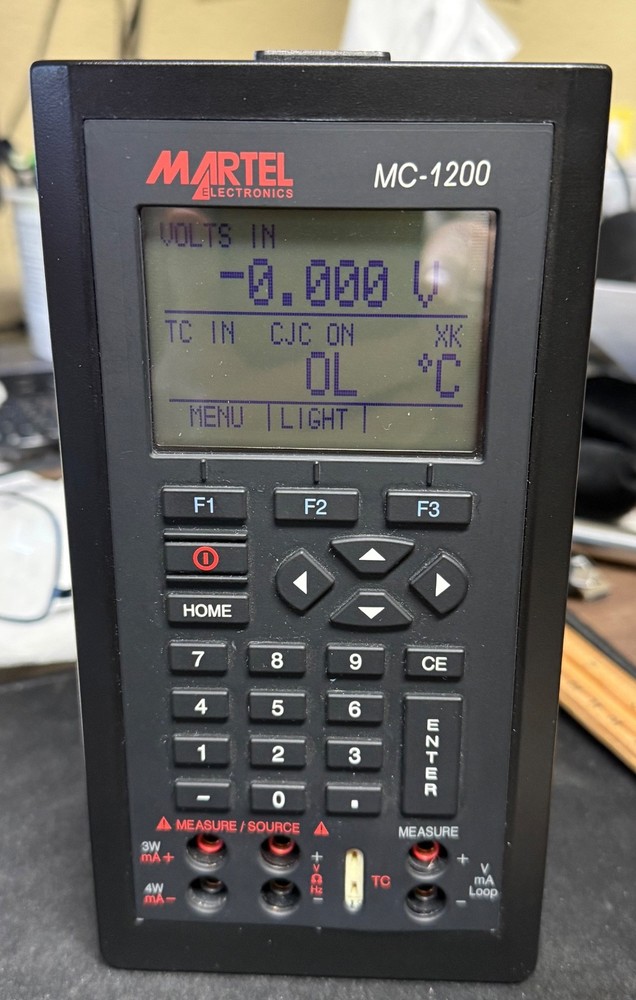 MARTEL
ELECTRONICS
MC-1200
VOLTS IN
-0.000 V
TC IN CJC ON XK
OL °C
MENU |LIGHT |
F1 F2 F3
HOME
7 8 9 CE
4 5 6
1 2 3
ENTER
- 0 .
MEASURE / SOURCE
MEASURE
3W
mA+
+
V
Ω
Hz
-
4W
mA-
TC
+
V
mA
Loop
-